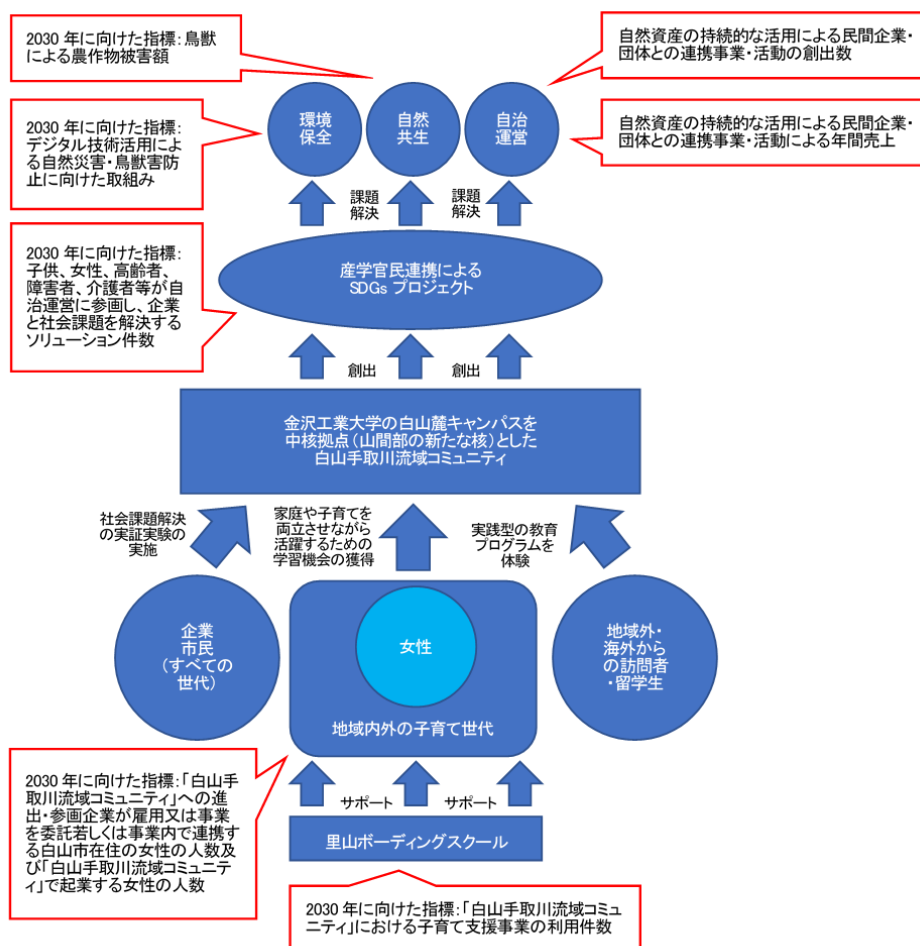 2030 年に向けた指標：鳥獣
による農作物被害額
自然資産の持続的な活用による民間企業・
団体との連携事業・活動の創出数
環境
保全
自然
共生
自治
運営
2030 年に向けた指標：
デジタル技術活用によ
る自然災害・鳥獣害防
止に向けた取組み
自然資産の持続的な活用による民間企業・
団体との連携事業・活動による年間売上
課題
解決
課題
解決
2030 年に向けた指標：
子供、女性、高齢者、
障害者、介護者等が自
治運営に参画し、企業
と社会課題を解決する
ソリューション件数
産学官民連携による
SDGs プロジェクト
創出
創出
金沢工業大学の白山麓キャンパスを
中核拠点（山間部の新たな核）とした
白山手取川流域コミュニティ
社会課題解決
の実証実験の
実施
家庭や子育てを
両立させながら
活躍するための
学習機会の獲得
実践型の教育
プログラムを
体験
企業
市民
（すべての
世代）
女性
地域内外の子育て世代
地域外・
海外から
の訪問者
・留学生
2030 年に向けた指標：「白山手
取川流域コミュニティ」への進
出・参画企業が雇用又は事業
を委託若しくは事業内で連携す
る白山市在住の女性の人数及
び「白山手取川流域コミュニテ
ィ」で起業する女性の人数
サポート
サポート
里山ボーディングスクール
2030 年に向けた指標：「白山手取川流域コミュ
ニティ」における子育て支援事業の利用件数